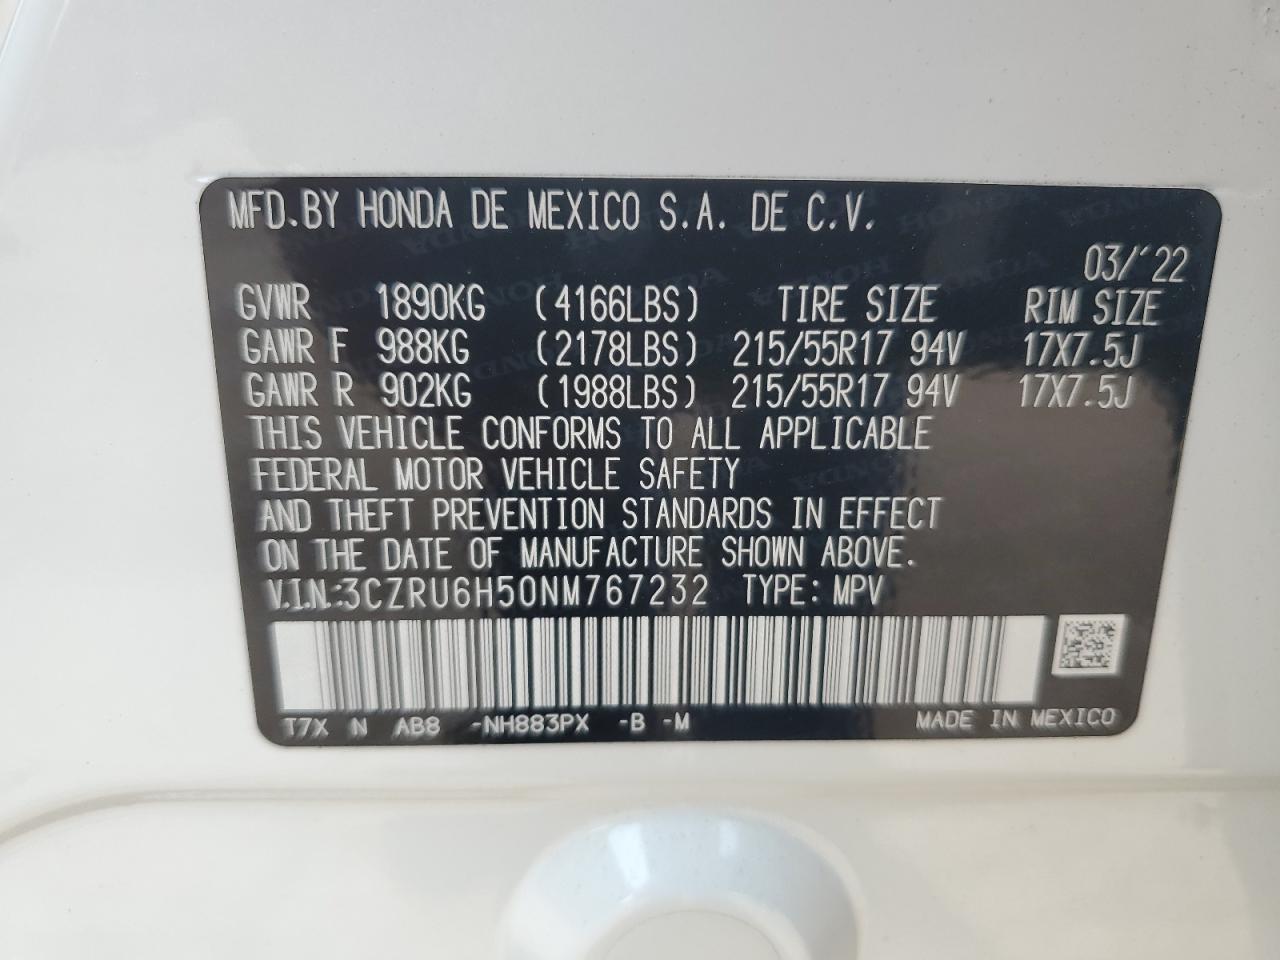 MFD.BY HONDA DE MEXICO S.A. DE C.V.
03/'22
GVWR 1890KG (4166LBS) TIRE SIZE RIM SIZE
GAWR F 988KG (2178LBS) 215/55R17 94V 17X7.5J
GAWR R 902KG (1988LBS) 215/55R17 94V 17X7.5J
THIS VEHICLE CONFORMS TO ALL APPLICABLE
FEDERAL MOTOR VEHICLE SAFETY
AND THEFT PREVENTION STANDARDS IN EFFECT
ON THE DATE OF MANUFACTURE SHOWN ABOVE.
V.I.N.:3CZRU6H50NM767232 TYPE: MPV
T7X N AB8 -NH883PX -B -M MADE IN MEXICO